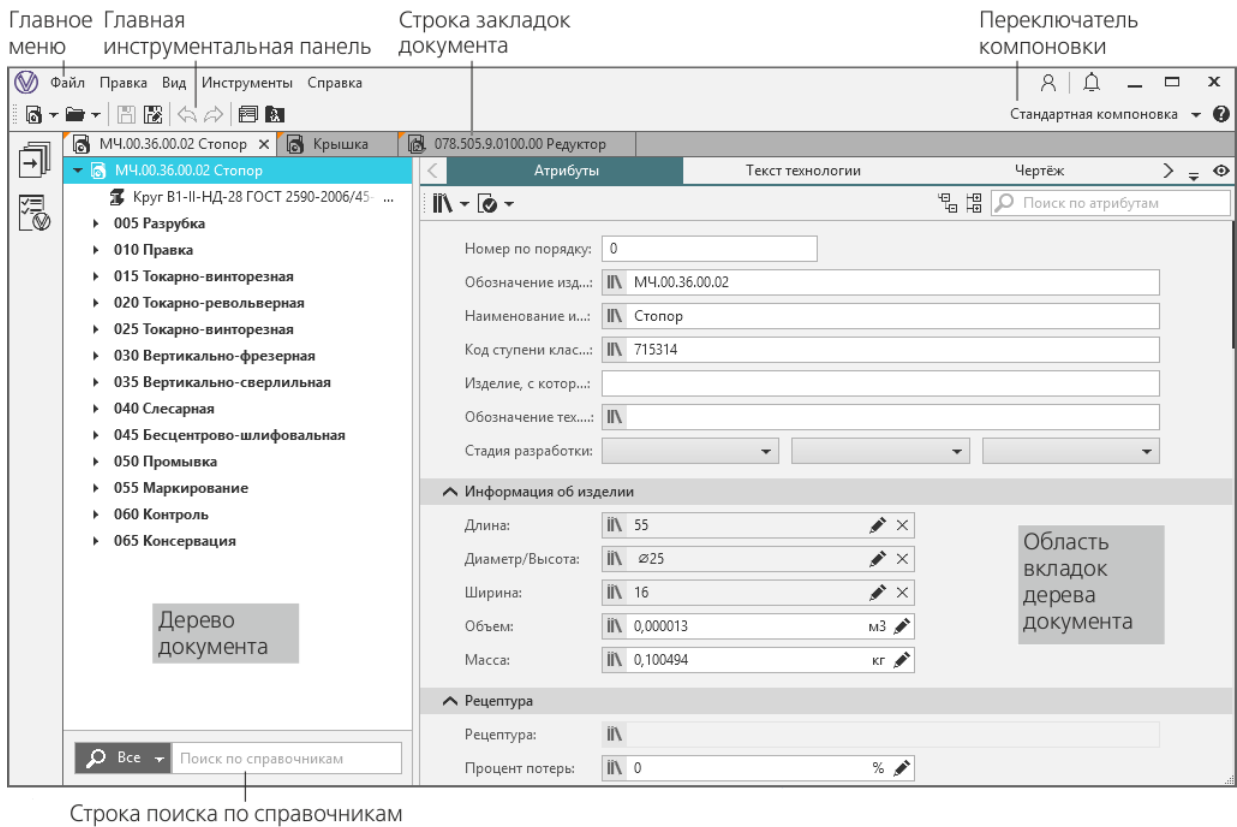 Главное
меню
Главная
инструментальная панель
Строка закладок
документа
Переключатель
компоновки
Файл Правка Вид Инструменты Справка
Стандартная компоновка
МЧ.00.36.00.02 Стопор
Крышка
078.505.9.0100.00 Редуктор
МЧ.00.36.00.02 Стопор
Круг В1-II-НД-28 ГОСТ 2590-2006/45- ...
005 Разрубка
010 Правка
015 Токарно-винторезная
020 Токарно-револьверная
025 Токарно-винторезная
030 Вертикально-фрезерная
035 Вертикально-сверлильная
040 Слесарная
045 Бесцентрово-шлифовальная
050 Промывка
055 Маркирование
060 Контроль
065 Консервация
Дерево
документа
Все
Поиск по справочникам
Атрибуты
Текст технологии
Чертёж
Поиск по атрибутам
Номер по порядку: 0
Обозначение изд...: МЧ.00.36.00.02
Наименование и...: Стопор
Код ступени клас...: 715314
Изделие, с котор...:
Обозначение тех....:
Стадия разработки:
Информация об изделии
Длина: 55
Диаметр/Высота: ⌀25
Ширина: 16
Объем: 0,000013 м3
Масса: 0,100494 кг
Область
вкладок
дерева
документа
Рецептура
Рецептура:
Процент потерь: 0 %
Строка поиска по справочникам